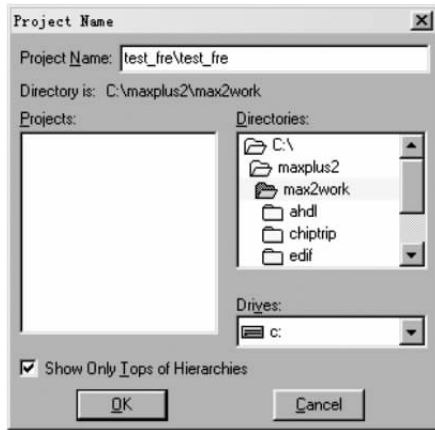 Project Name
Project Name: test_fre\test_fre
Directory is: C:\maxplus2\max2work
Projects:
Directories:
C:\
maxplus2
max2work
ahdl
chiptrip
edif
Drives:
c:
Show Only Tops of Hierarchies
OK
Cancel